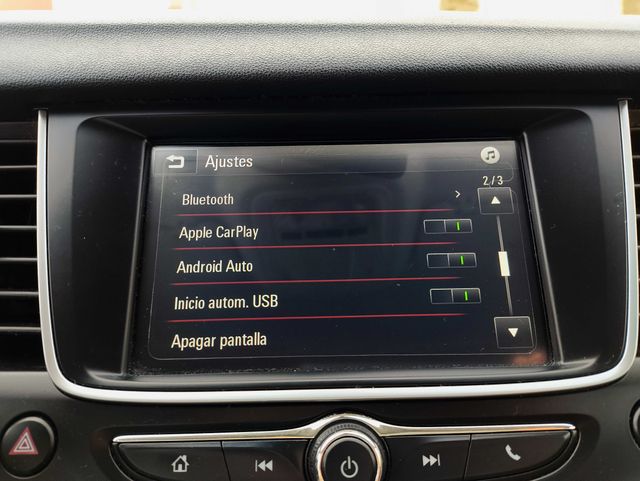 Ajustes
2/3
Bluetooth
Apple CarPlay
Android Auto
Inicio autom. USB
Apagar pantalla